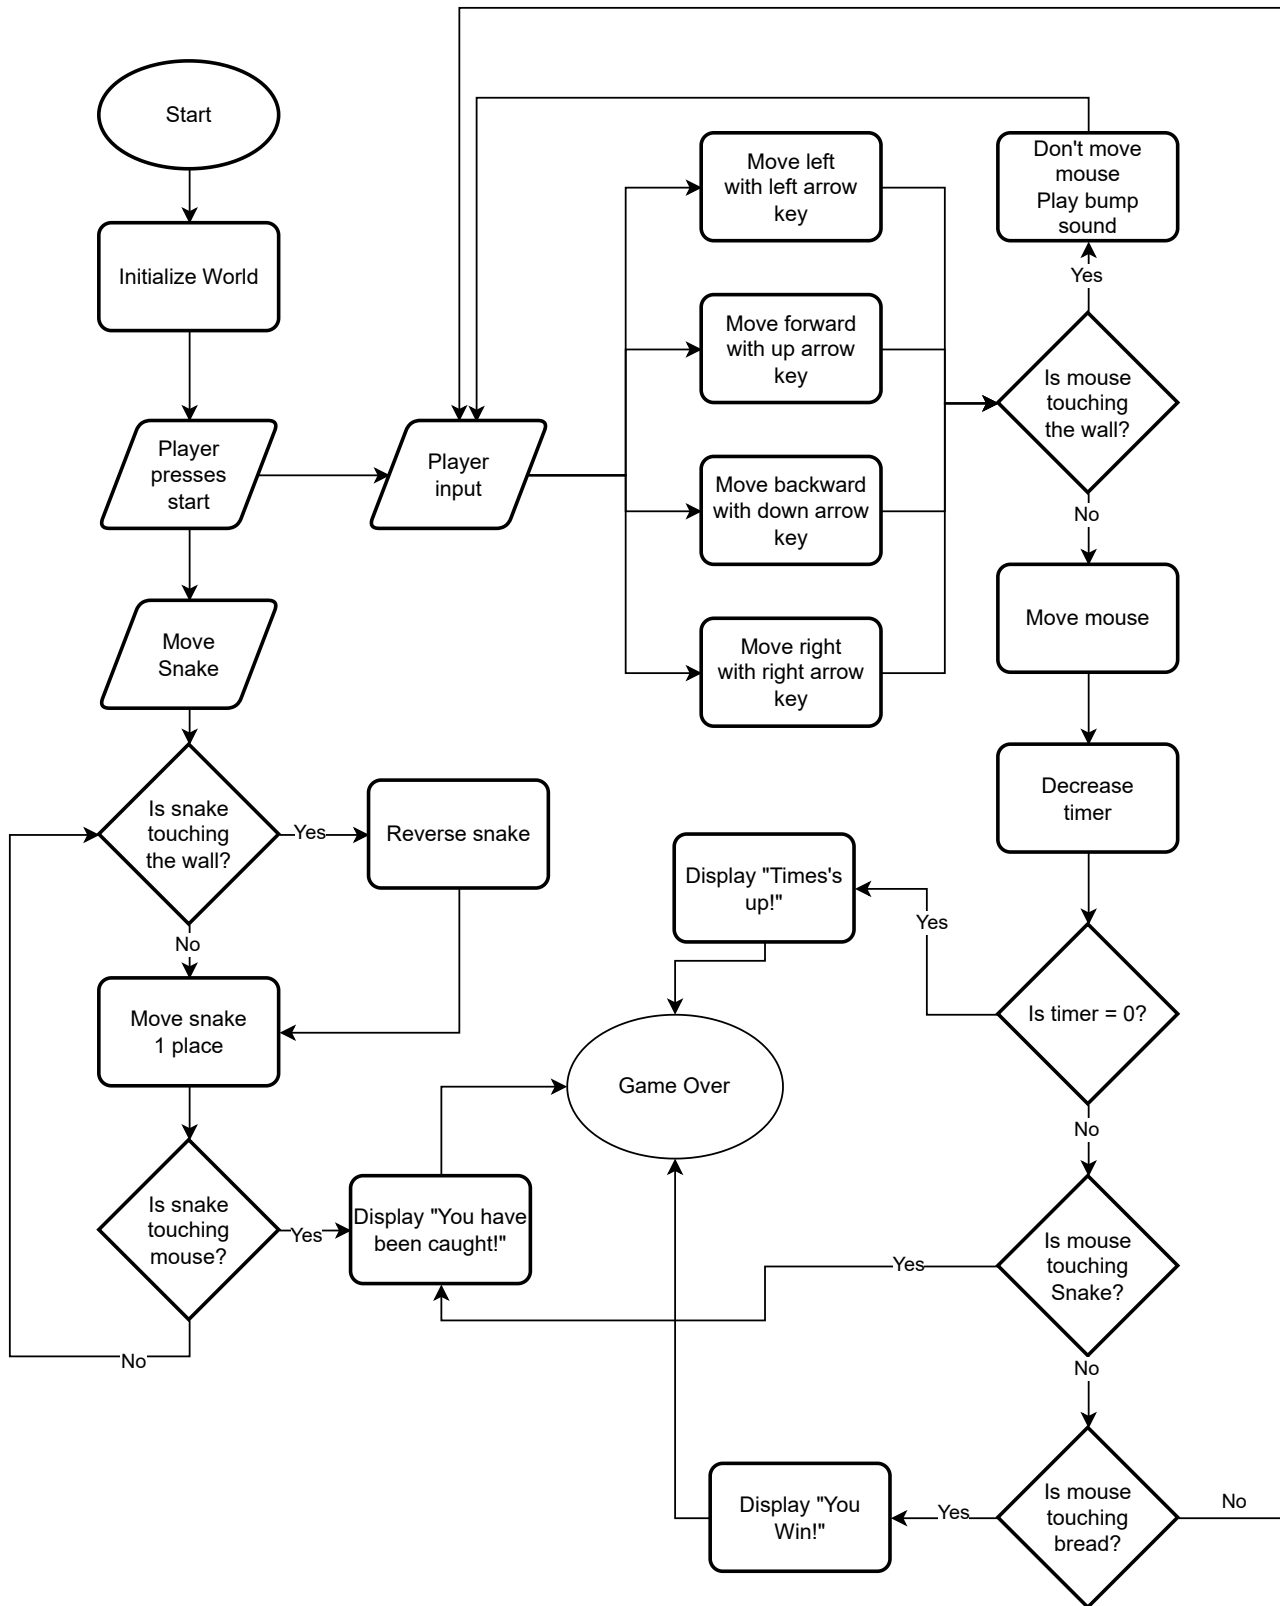 Start
Initialize World
Player
presses
start
Player
input
Move
Snake
Is snake
touching
the wall?
Yes
Reverse snake
No
Move snake
1 place
Is snake
touching
mouse?
Yes
Display "You have
been caught!"
No
Move left
with left arrow
key
Move forward
with up arrow
key
Move backward
with down arrow
key
Move right
with right arrow
key
Don't move
mouse
Play bump
sound
Yes
Is mouse
touching
the wall?
No
Move mouse
Decrease
timer
Is timer = 0?
Yes
Display "Times's
up!"
Game Over
No
Is mouse
touching
Snake?
Yes
No
Is mouse
touching
bread?
Yes
Display "You
Win!"
No